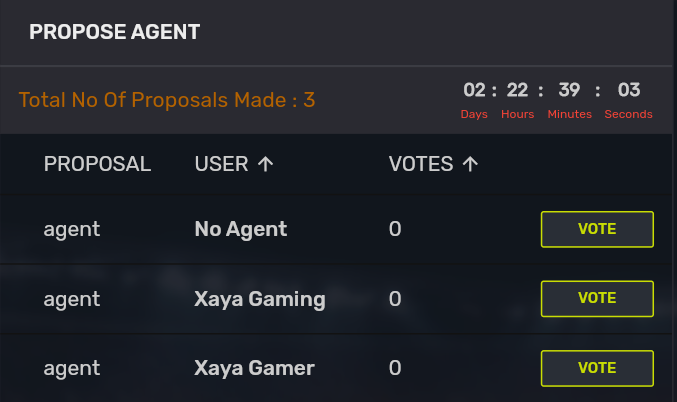 PROPOSE AGENT
Total No Of Proposals Made : 3
02 : 22 : 39 : 03
Days Hours Minutes Seconds
PROPOSAL USER ↑ VOTES ↑
agent No Agent 0 VOTE
agent Xaya Gaming 0 VOTE
agent Xaya Gamer 0 VOTE